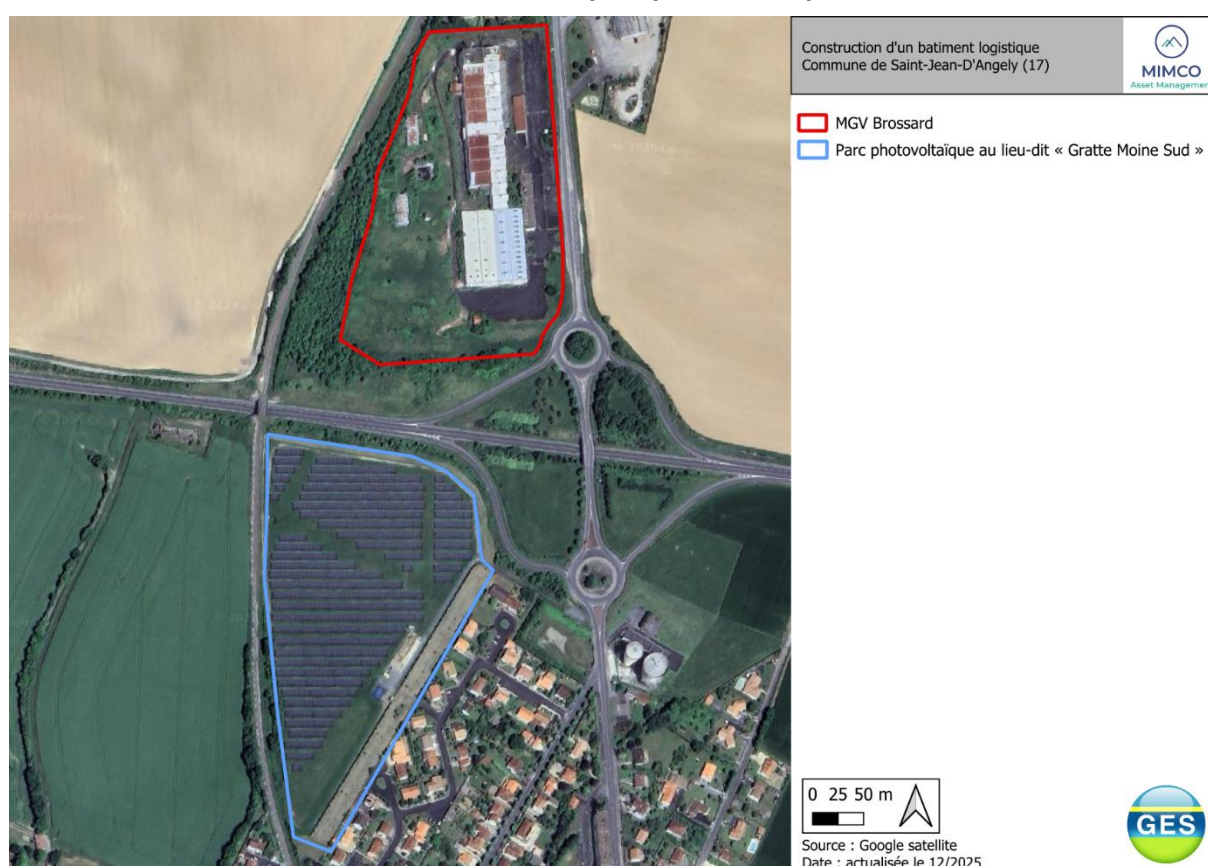 Construction d'un batiment logistique
Commune de Saint-Jean-D'Angely (17)
MIMCO
Asset Management
MGV Brossard
Parc photovoltaïque au lieu-dit « Gratte Moine Sud »
0 25 50 m
Source : Google satellite
Date : actualisée le 12/2025
GES